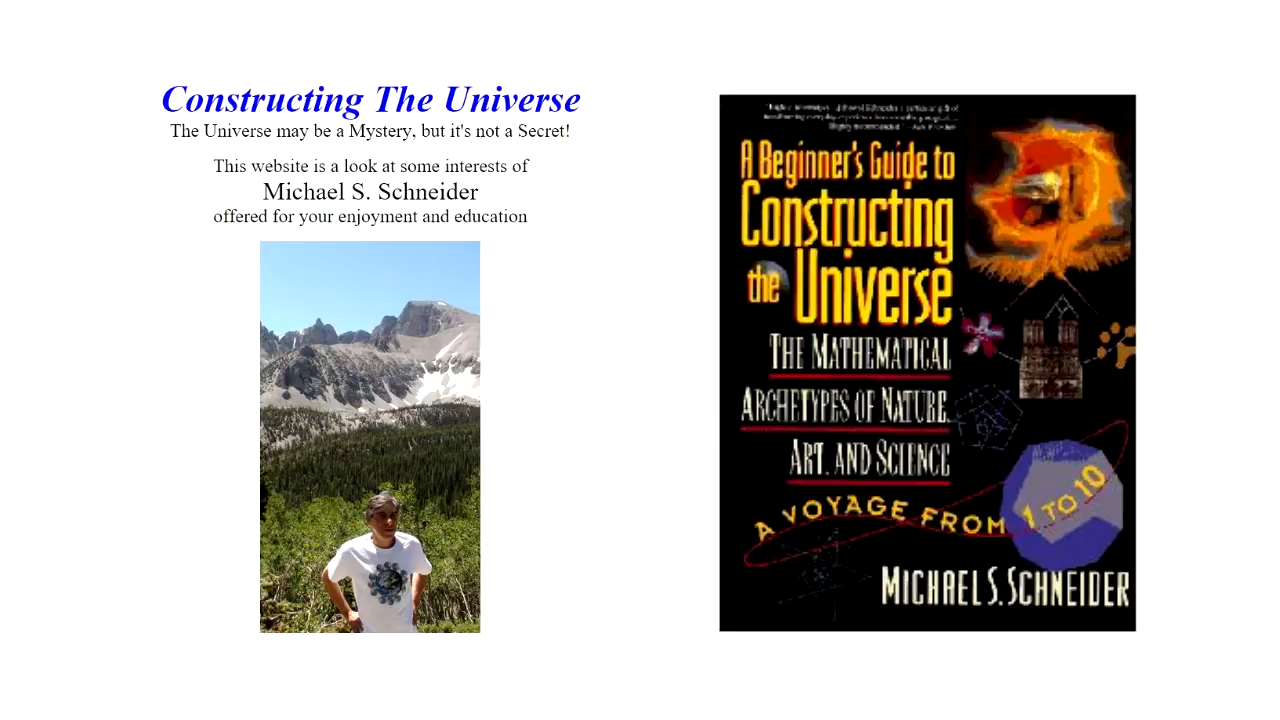 Constructing The Universe
The Universe may be a Mystery, but it's not a Secret!
This website is a look at some interests of
Michael S. Schneider
offered for your enjoyment and education
A Beginner's Guide to
Constructing
the Universe
THE MATHEMATICAL
ARCHETYPES OF NATURE,
ART, AND SCIENCE
A VOYAGE FROM 1 TO 10
MICHAEL S. SCHNEIDER